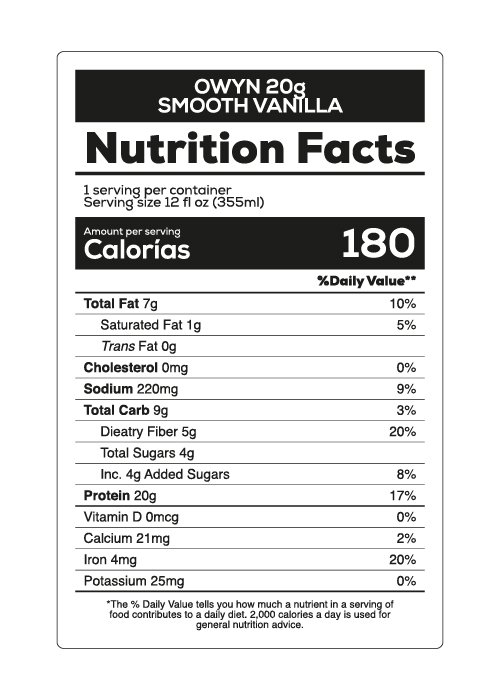 OWYN 20g
SMOOTH VANILLA
Nutrition Facts
1 serving per container
Serving size 12 fl oz (355ml)
Amount per serving
Calorías 180
%Daily Value**
Total Fat 7g 10%
Saturated Fat 1g 5%
Trans Fat 0g
Cholesterol 0mg 0%
Sodium 220mg 9%
Total Carb 9g 3%
Dieatry Fiber 5g 20%
Total Sugars 4g
Inc. 4g Added Sugars 8%
Protein 20g 17%
Vitamin D 0mcg 0%
Calcium 21mg 2%
Iron 4mg 20%
Potassium 25mg 0%
*The % Daily Value tells you how much a nutrient in a serving of
food contributes to a daily diet. 2,000 calories a day is used for
general nutrition advice.